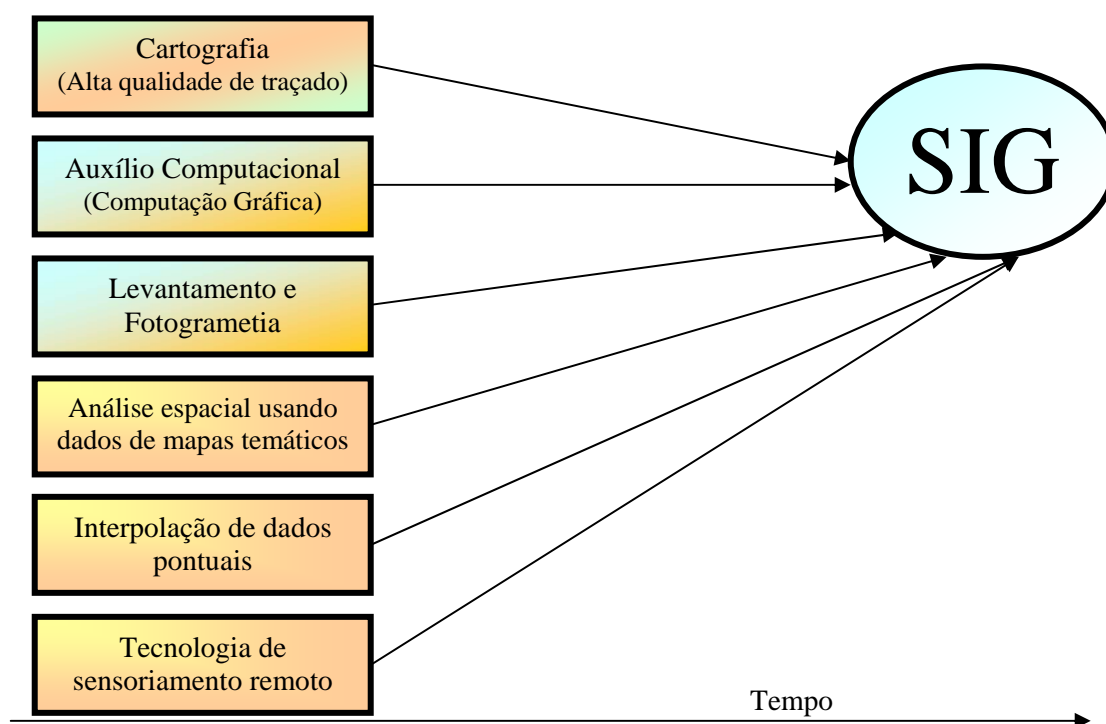 Cartografia
(Alta qualidade de traçado)
Auxílio Computacional
(Computação Gráfica)
Levantamento e
Fotogrametia
Análise espacial usando
dados de mapas temáticos
Interpolação de dados
pontuais
Tecnologia de
sensoriamento remoto
SIG
Tempo